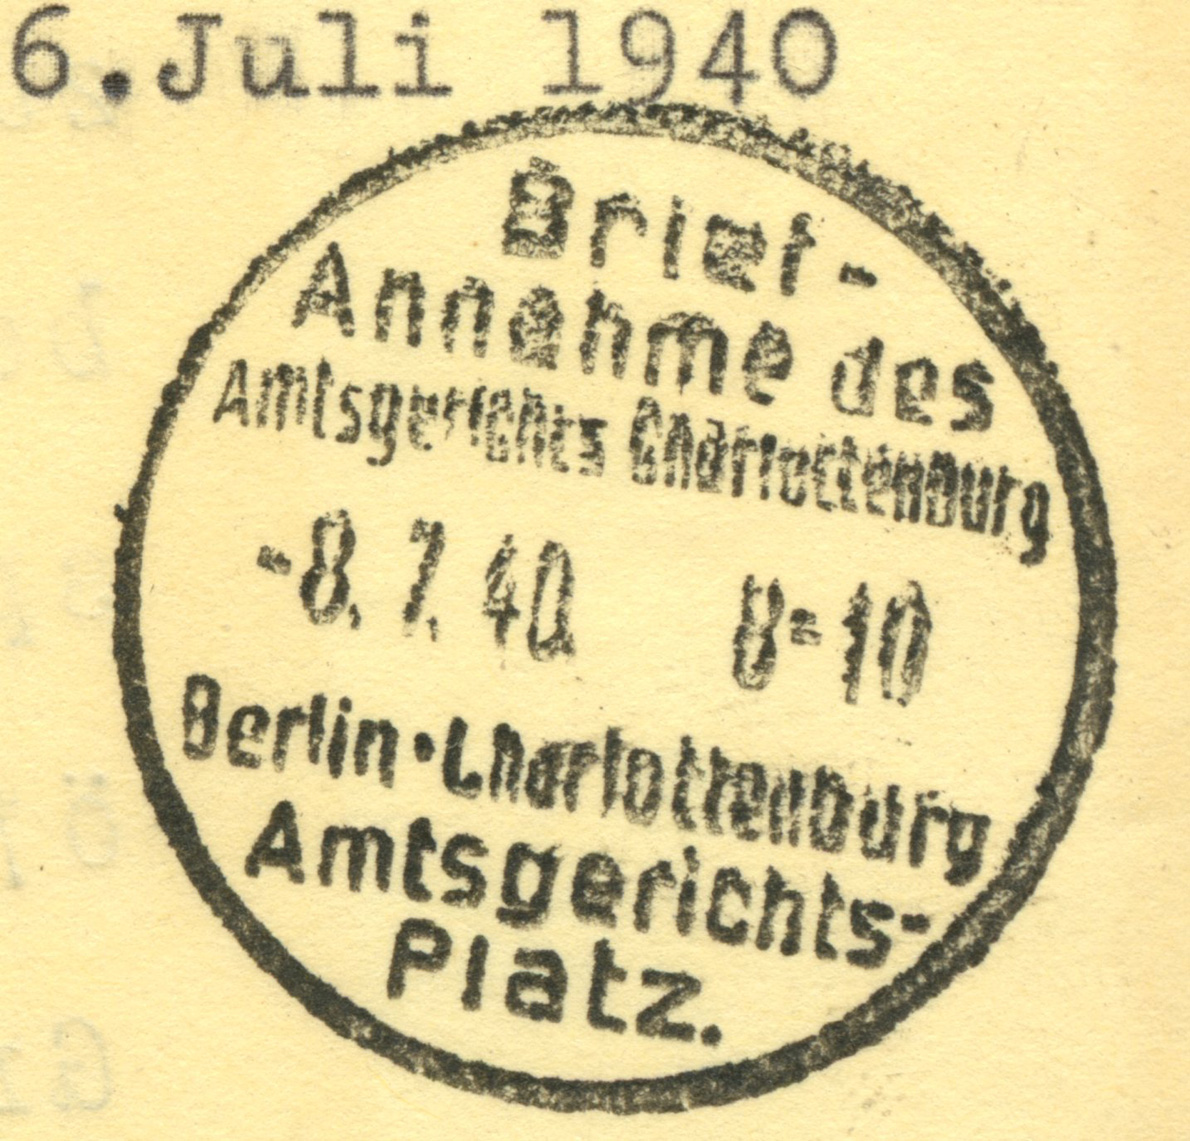 6.Juli 1940
Brief-
Annahme des
Amtsgerichts Charlottenburg
-8. 7. 40 8-10
Berlin·Charlottenburg
Amtsgerichts-
Platz.